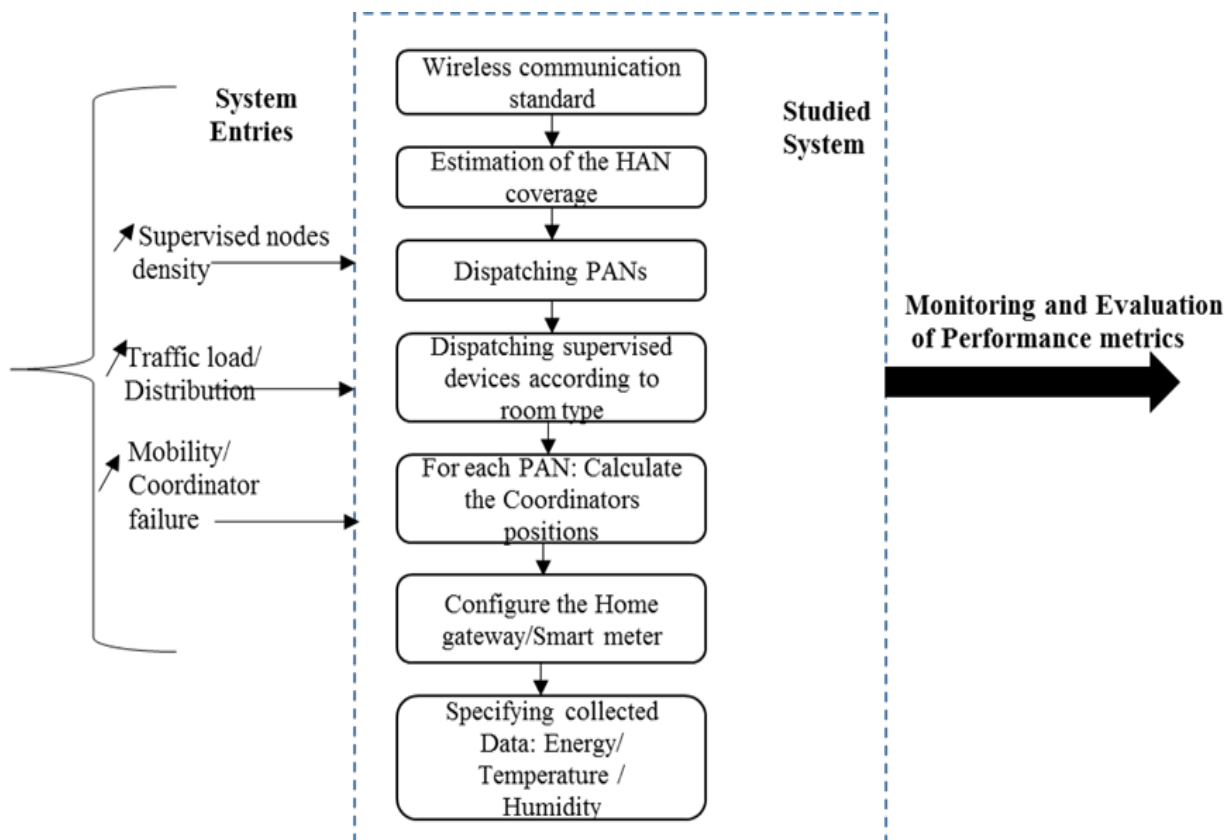 System
Entries
Supervised nodes
density
Traffic load/
Distribution
Mobility/
Coordinator
failure
Wireless communication
standard
Estimation of the HAN
coverage
Dispatching PANs
Dispatching supervised
devices according to
room type
For each PAN: Calculate
the Coordinators
positions
Configure the Home
gateway/Smart meter
Specifying collected
Data: Energy/
Temperature /
Humidity
Studied
System
Monitoring and Evaluation
of Performance metrics